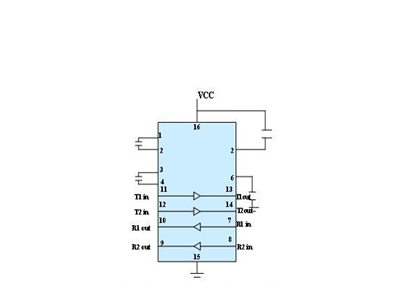 VCC
16
1
2 2
3
4 6
11 13
T1 in T1out
12 14
T2 in T2out
10 7
R1 out R1 in
9 8
R2 out R2 in
15